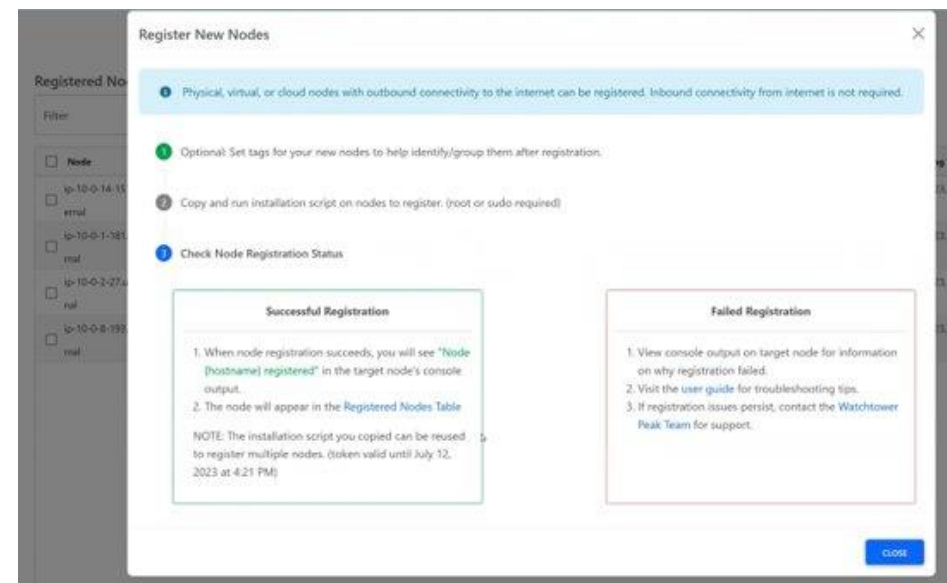 Register New Nodes
Registered No
Physical, virtual, or cloud nodes with outbound connectivity to the internet can be registered. Inbound connectivity from internet is not required.
Filter
1 Optional: Set tags for your new nodes to help identify/group them after registration.
Node
ip-10-0-14-15
ernal
2 Copy and run installation script on nodes to register. (root or sudo required)
ip-10-0-1-181.
rnal
3 Check Node Registration Status
ip-10-0-2-27.
rnal
ip-10-0-8-193.
rnal
Successful Registration
1. When node registration succeeds, you will see "Node
{hostname} registered" in the target node's console
output.
2. The node will appear in the Registered Nodes Table
NOTE: The installation script you copied can be reused
to register multiple nodes. (token valid until July 12,
2023 at 4:21 PM)
Failed Registration
1. View console output on target node for information
on why registration failed.
2. Visit the user guide for troubleshooting tips.
3. If registration issues persist, contact the Watchtower
Peak Team for support.
CLOSE